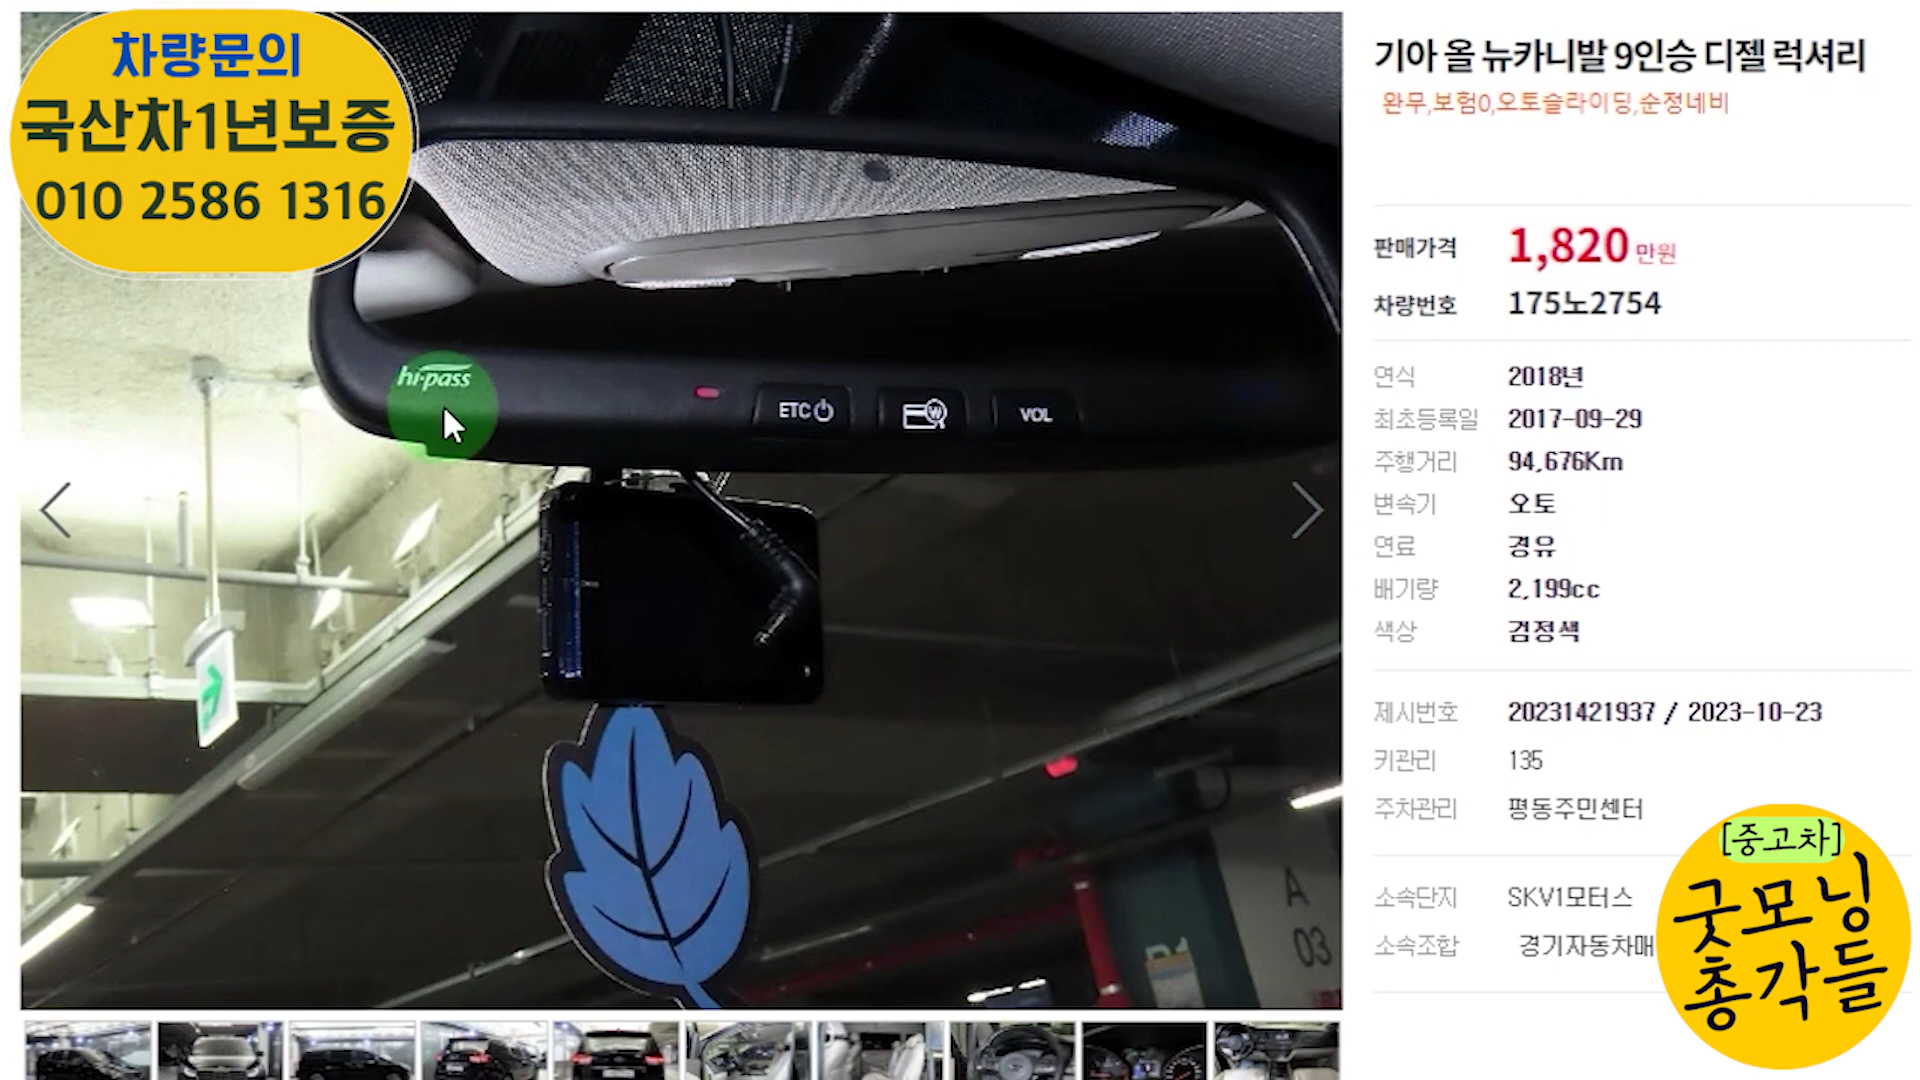 차량문의
국산차1년보증
010 2586 1316
hi-pass
ETC
W
VOL
A
03
기아 올 뉴카니발 9인승 디젤 럭셔리
완무,보험0,오토슬라이딩,순정네비
판매가격 1,820 만원
차량번호 175노2754
연식 2018년
최초등록일 2017-09-29
주행거리 94,676Km
변속기 오토
연료 경유
배기량 2,199cc
색상 검정색
제시번호 20231421937 / 2023-10-23
키관리 135
주차관리 평동주민센터
소속단지 SKV1모터스
소속조합 경기자동차매
[중고차]
굿모닝
총각들